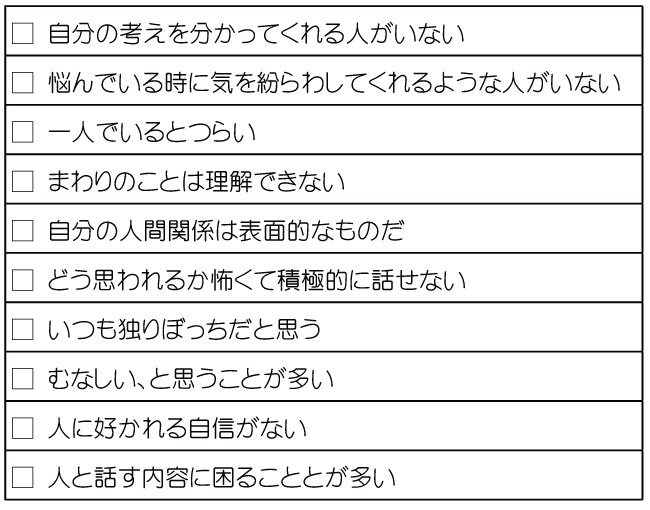 □ 自分の考えを分かってくれる人がいない
□ 悩んでいる時に気を紛らわしてくれるような人がいない
□ 一人でいるとつらい
□ まわりのことは理解できない
□ 自分の人間関係は表面的なものだ
□ どう思われるか怖くて積極的に話せない
□ いつも独りぼっちだと思う
□ むなしい、と思うことが多い
□ 人に好かれる自信がない
□ 人と話す内容に困ることとが多い